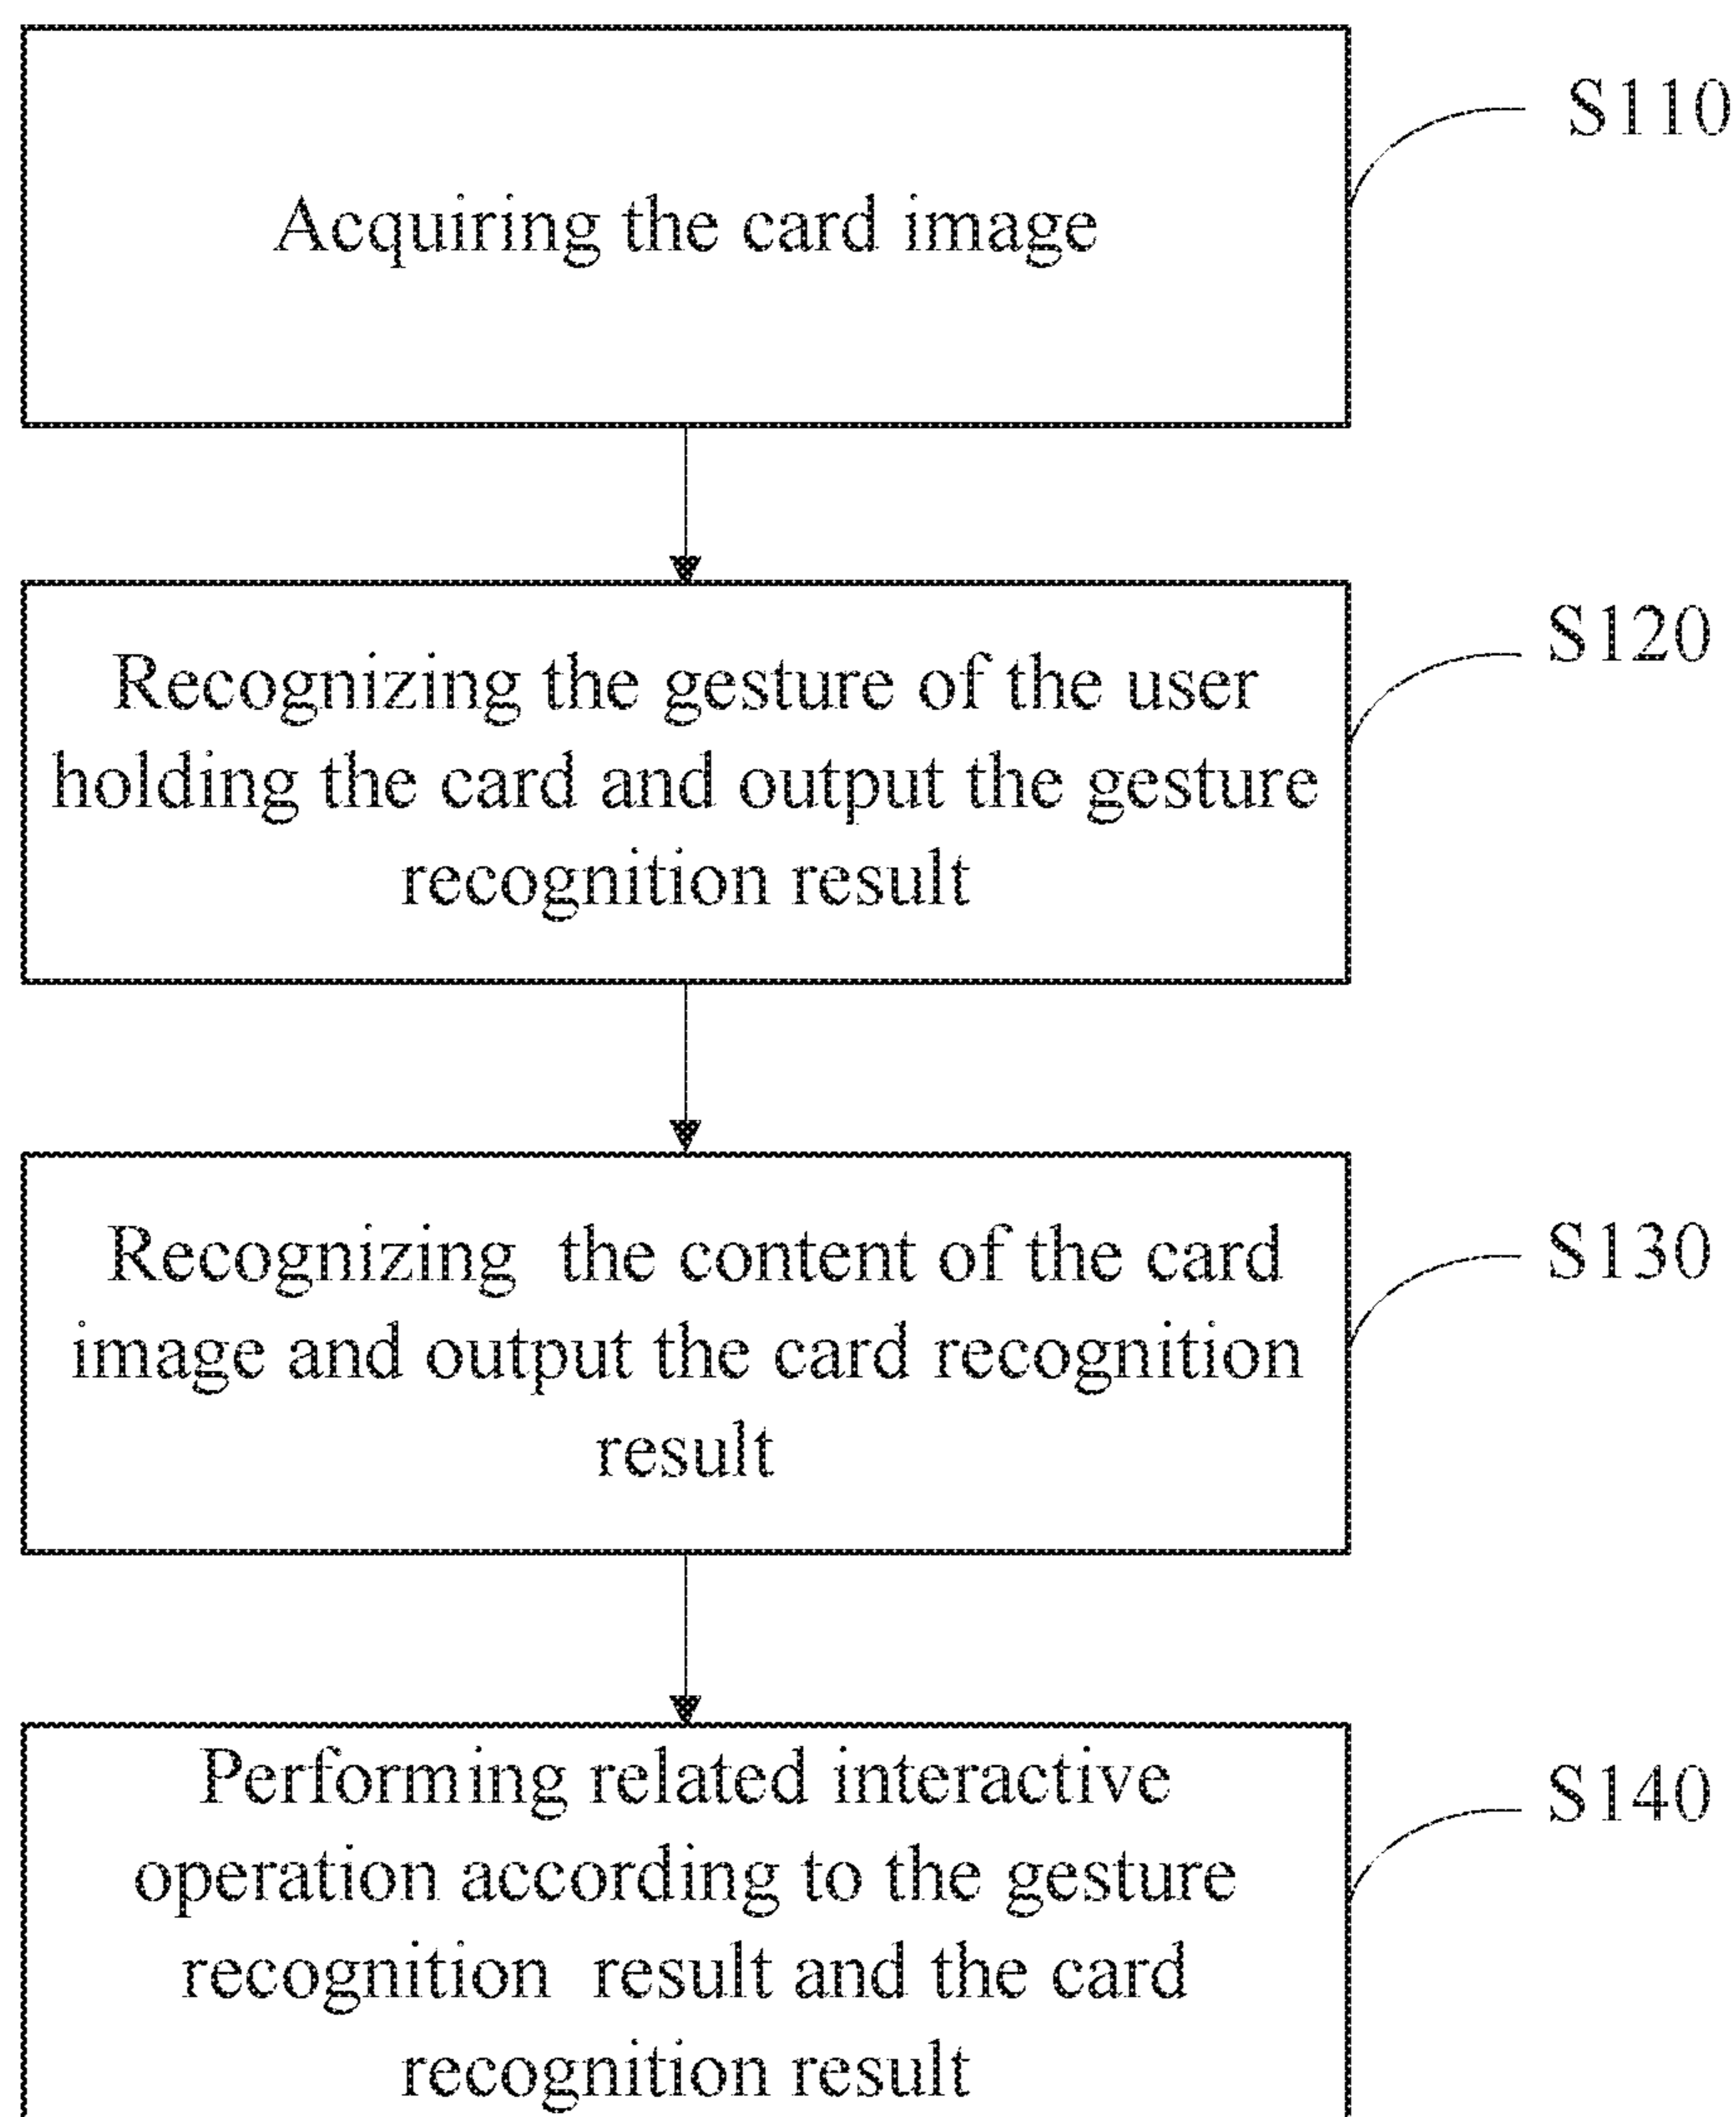 Acquiring the card image
S110
Recognizing the gesture of the user
holding the card and output the gesture
recognition result
S120
Recognizing the content of the card
image and output the card recognition
result
S130
Performing related interactive
operation according to the gesture
recognition result and the card
recognition result
S140